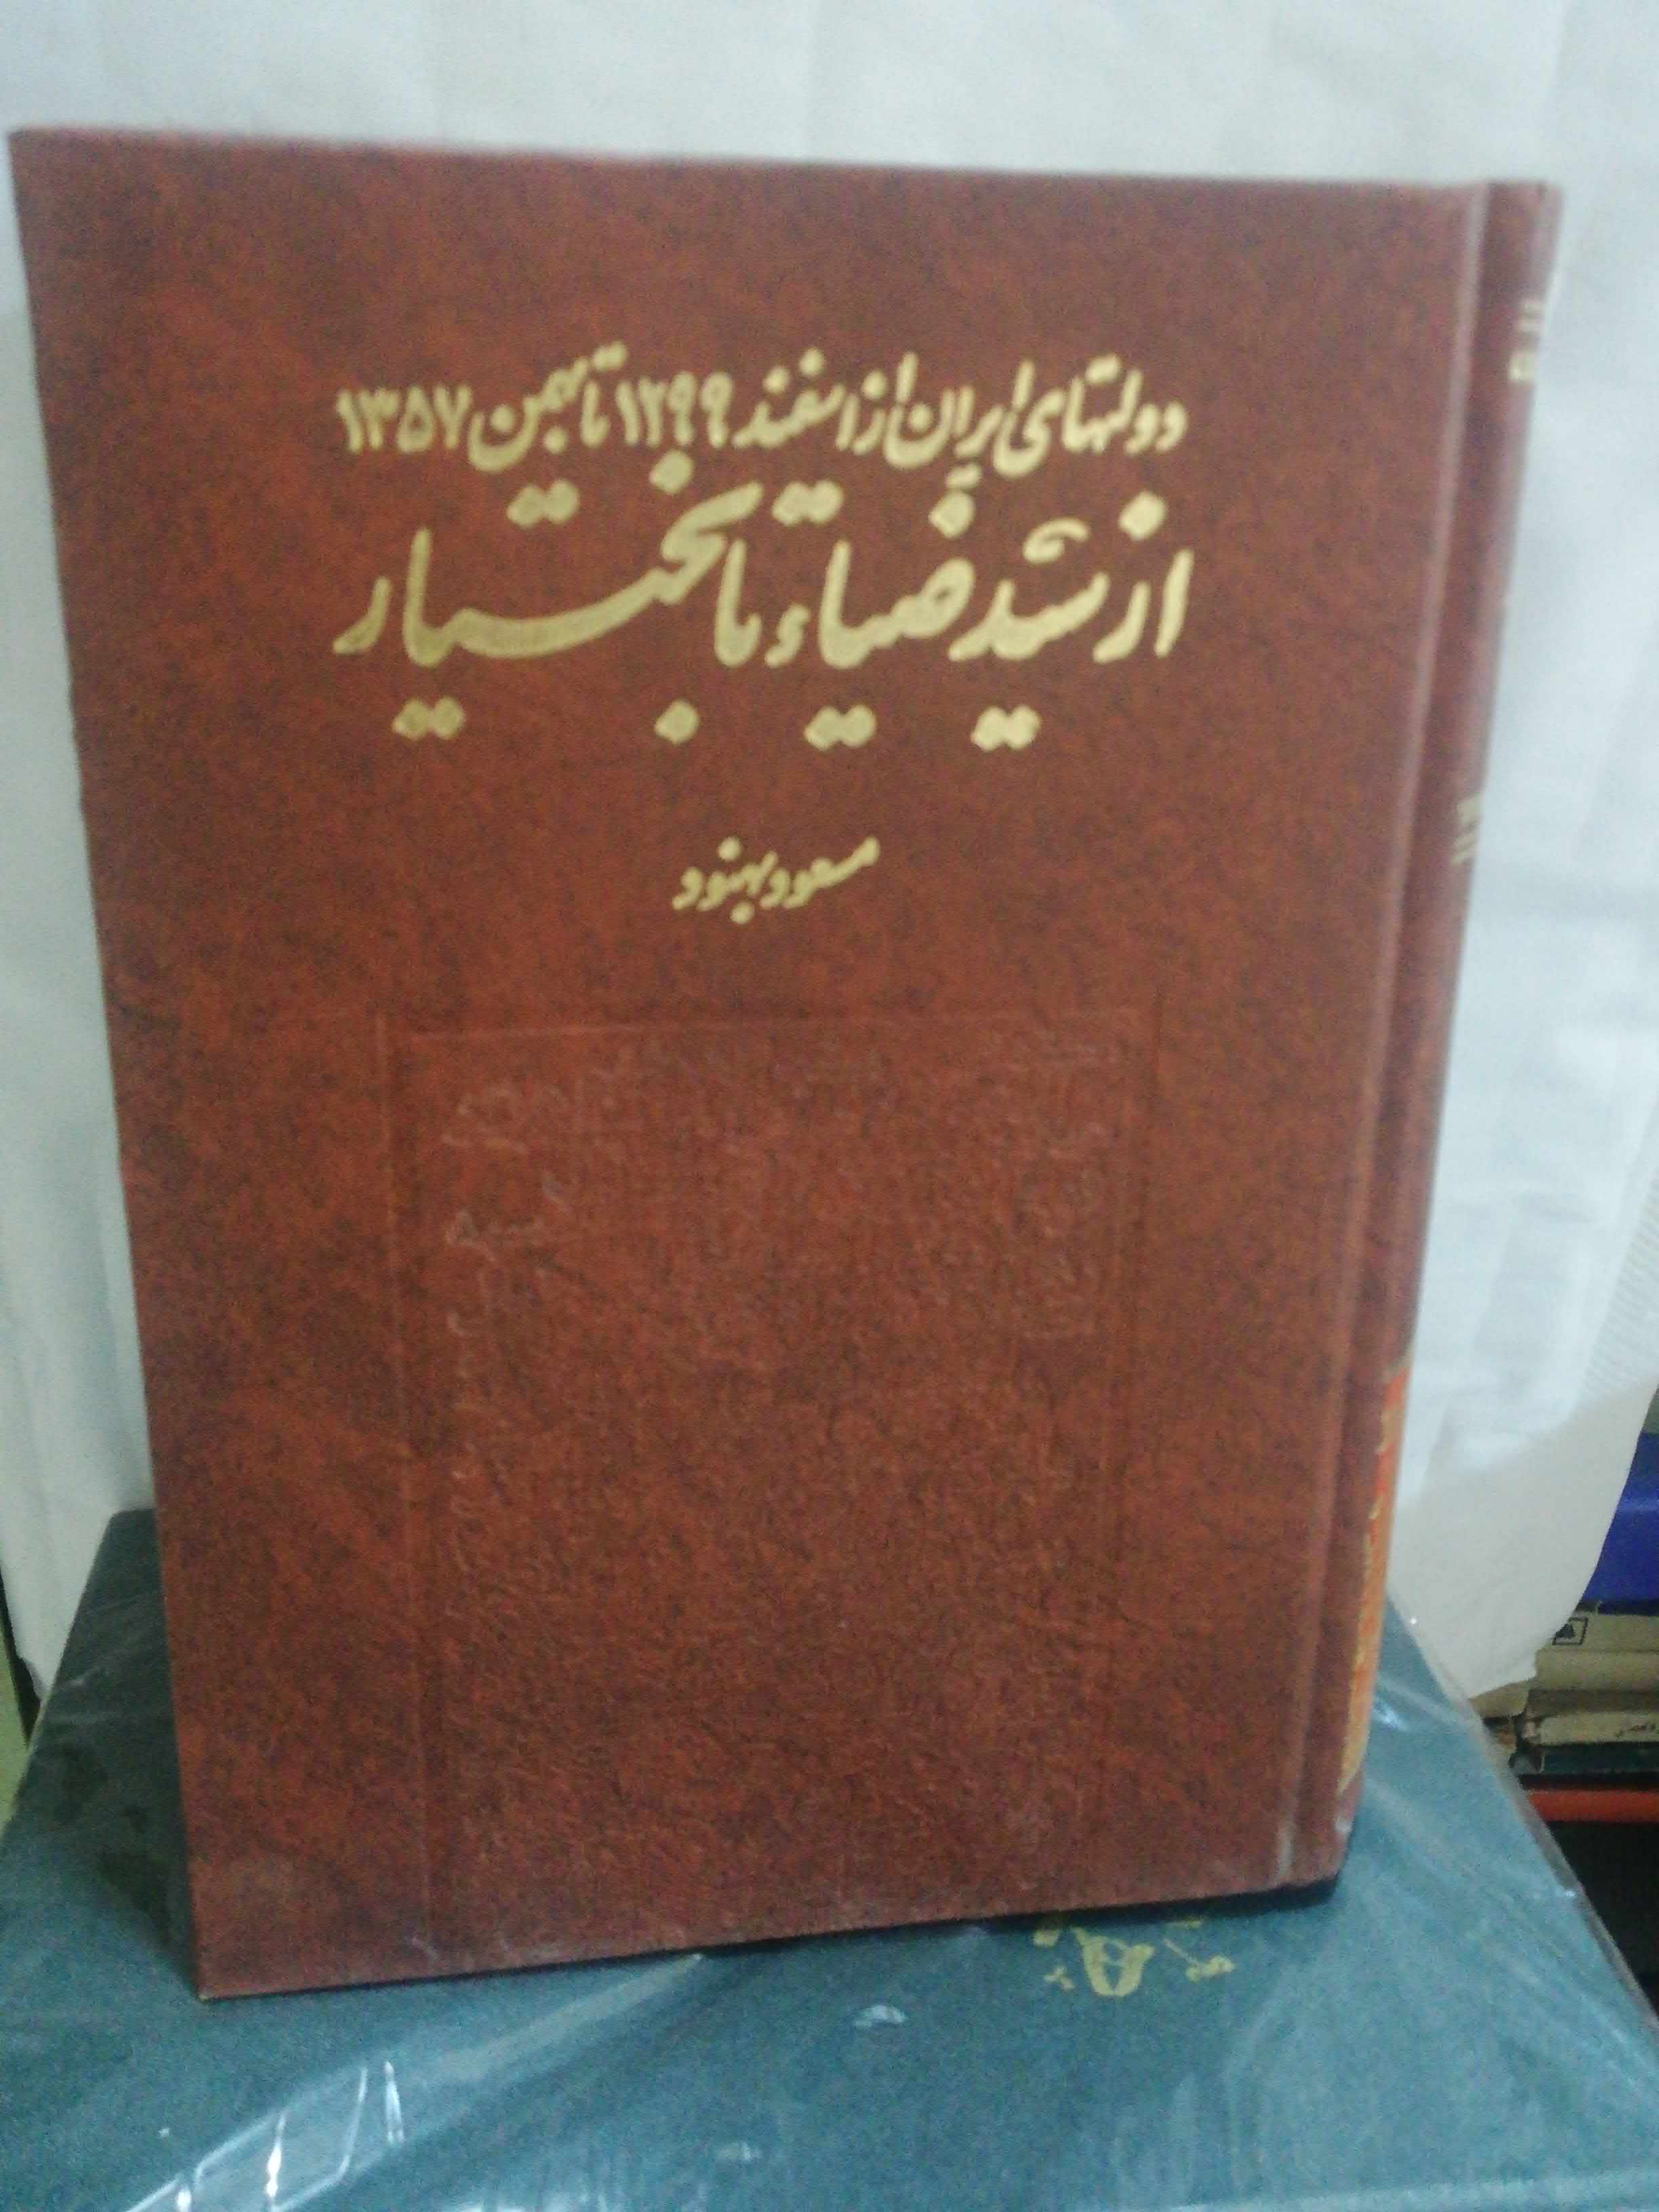 دولتهای ایران از اسفند ۱۲۹۹ تا بهمن ۱۳۵۷
از سید ضیاء تا بختیار
مسعود بهنود